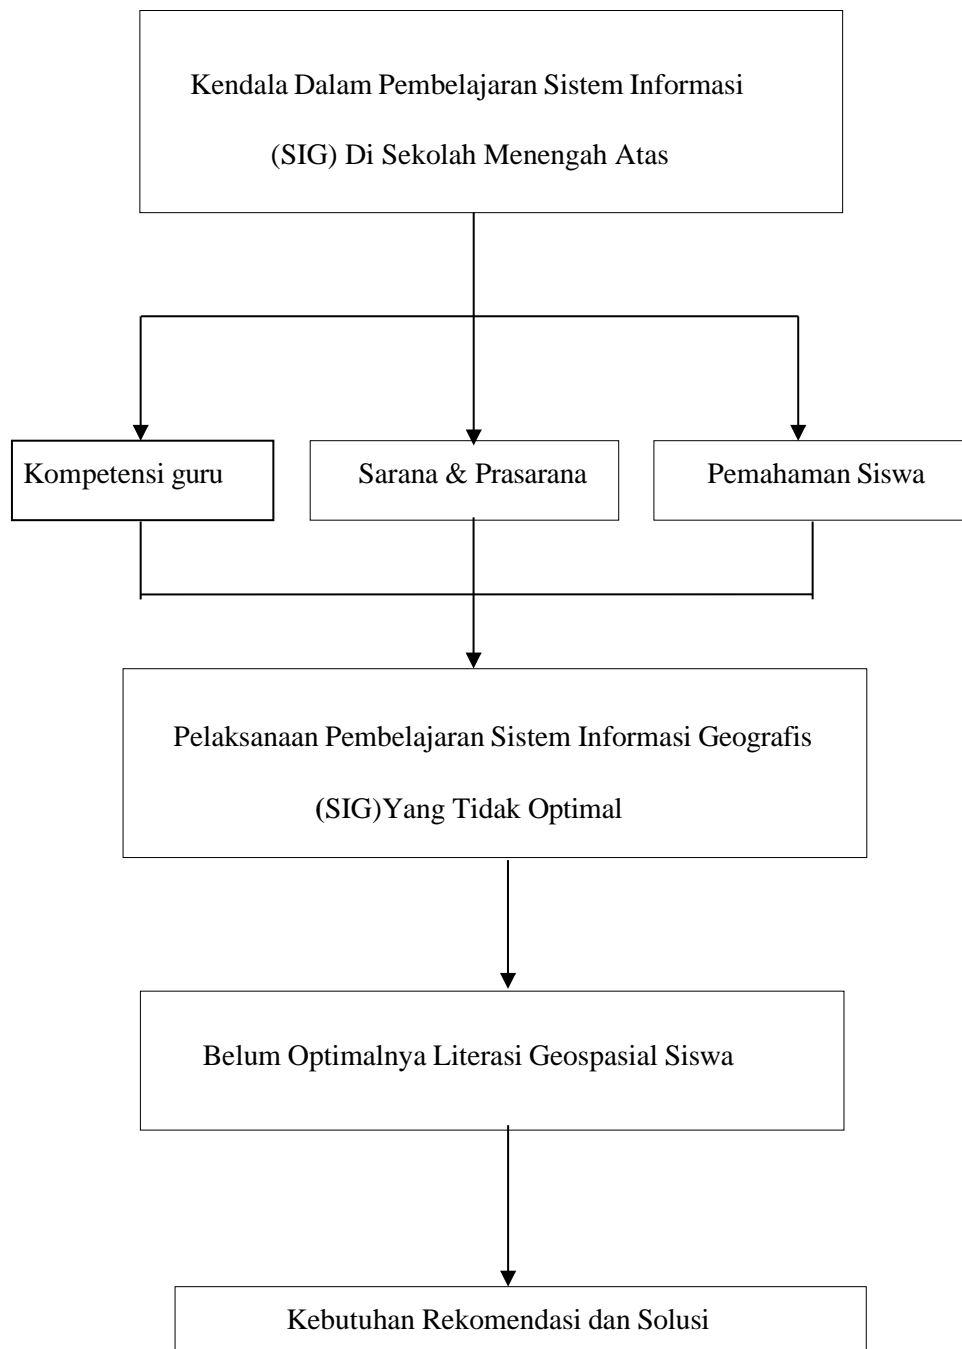 Kendala Dalam Pembelajaran Sistem Informasi
(SIG) Di Sekolah Menengah Atas
Kompetensi guru
Sarana & Prasarana
Pemahaman Siswa
Pelaksanaan Pembelajaran Sistem Informasi Geografis
(SIG)Yang Tidak Optimal
Belum Optimalnya Literasi Geospasial Siswa
Kebutuhan Rekomendasi dan Solusi